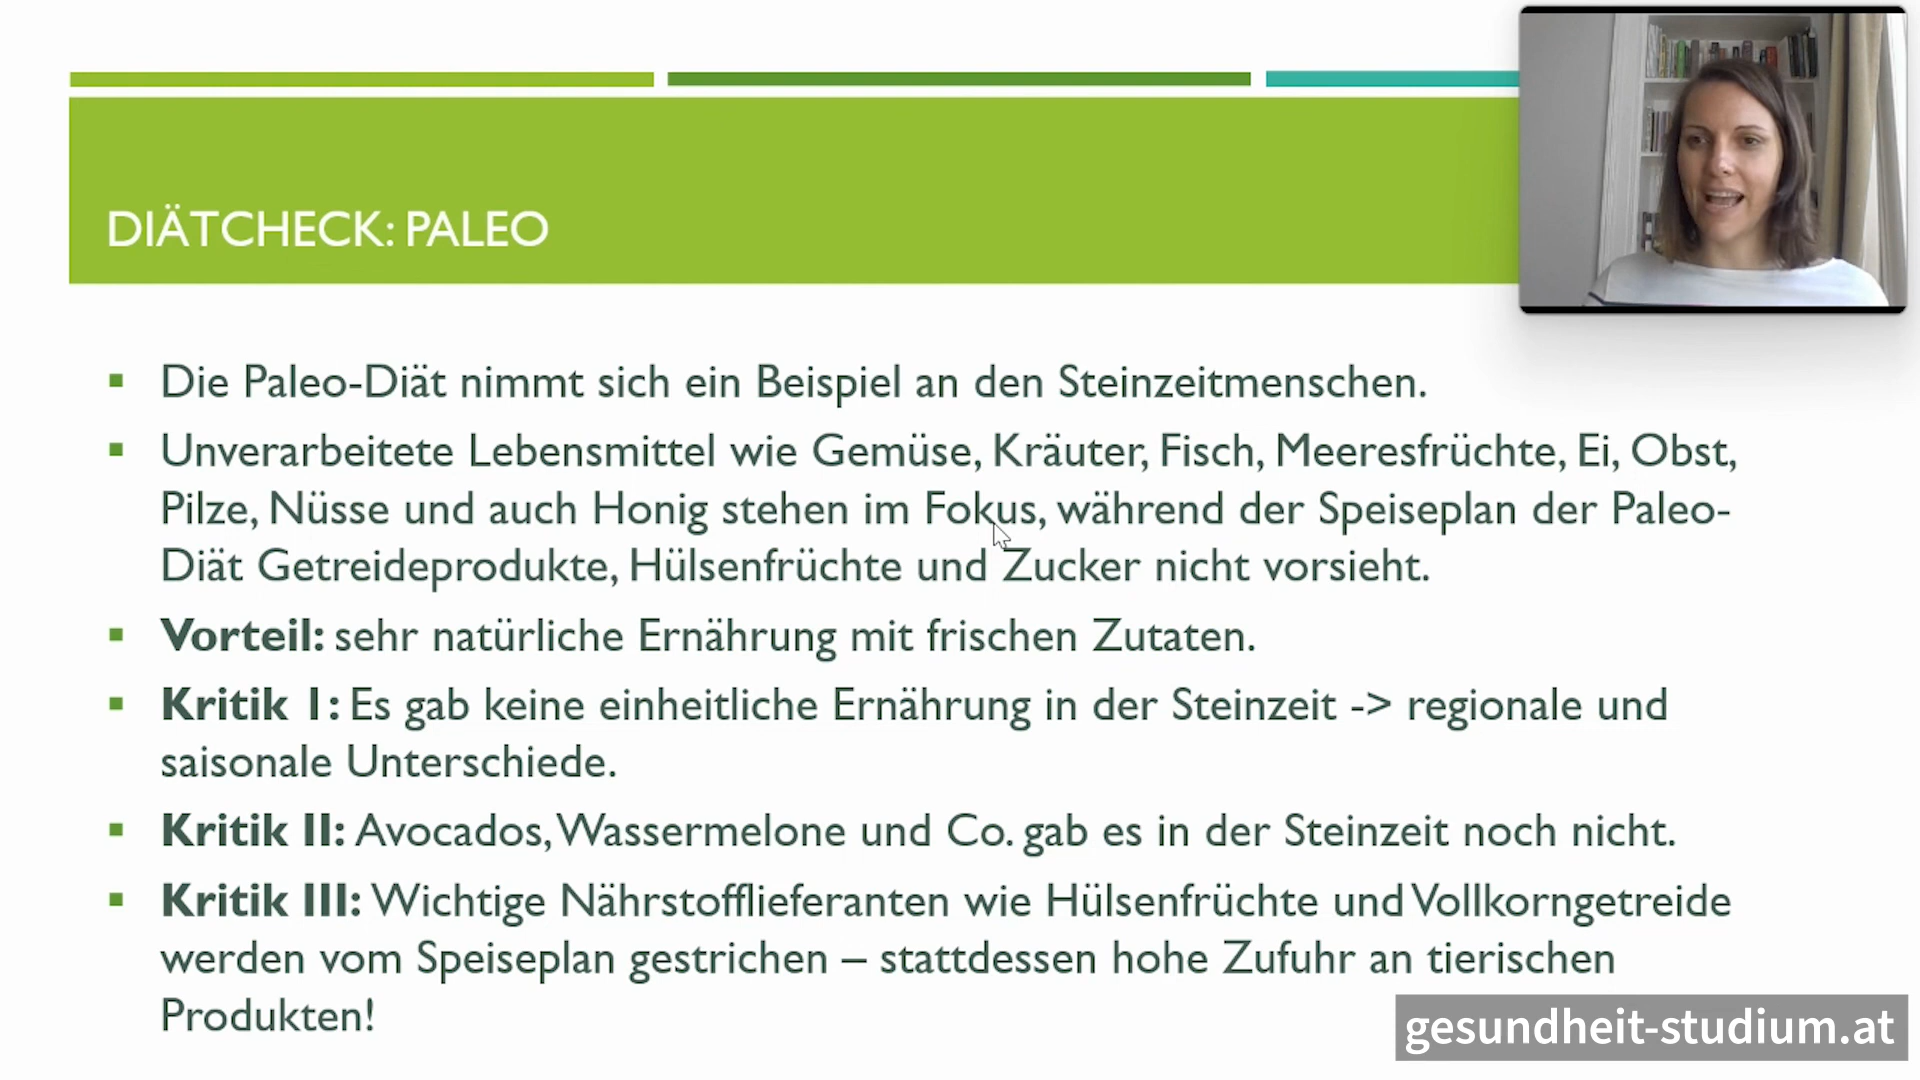 DIÄTCHECK: PALEO
Die Paleo-Diät nimmt sich ein Beispiel an den Steinzeitmenschen.
Unverarbeitete Lebensmittel wie Gemüse, Kräuter, Fisch, Meeresfrüchte, Ei, Obst,
Pilze, Nüsse und auch Honig stehen im Fokus, während der Speiseplan der Paleo-
Diät Getreideprodukte, Hülsenfrüchte und Zucker nicht vorsieht.
Vorteil: sehr natürliche Ernährung mit frischen Zutaten.
Kritik I: Es gab keine einheitliche Ernährung in der Steinzeit -> regionale und
saisonale Unterschiede.
Kritik II: Avocados, Wassermelone und Co. gab es in der Steinzeit noch nicht.
Kritik III: Wichtige Nährstofflieferanten wie Hülsenfrüchte und Vollkorngetreide
werden vom Speiseplan gestrichen – stattdessen hohe Zufuhr an tierischen
Produkten!
gesundheit-studium.at